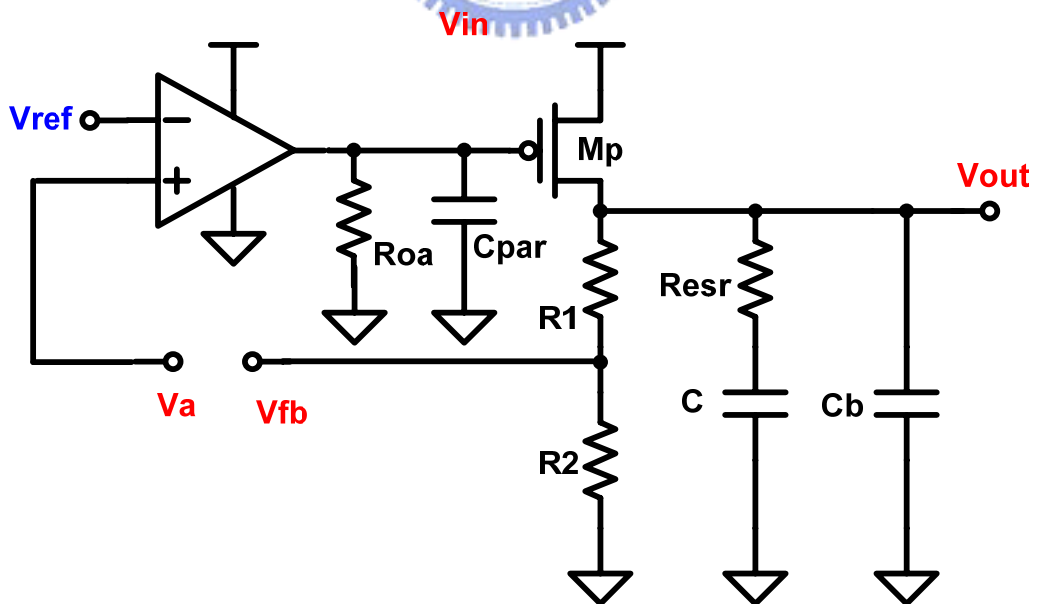 Vin
Vref
Mp
Vout
Roa
Cpar
Resr
R1
C
Cb
Va
Vfb
R2